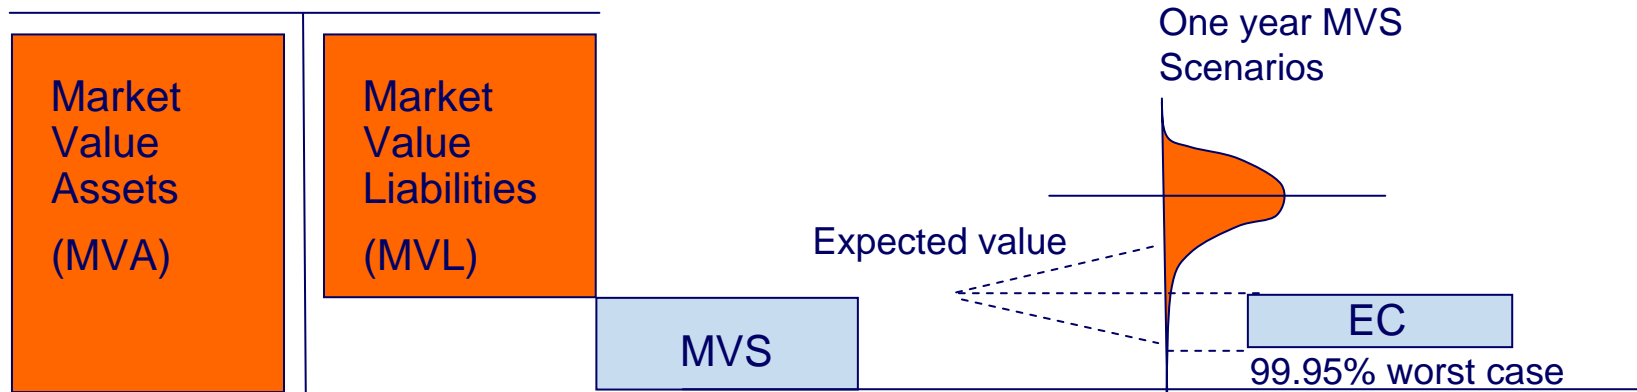 Market
Value
Assets
(MVA)
Market
Value
Liabilities
(MVL)
MVS
Expected value
One year MVS
Scenarios
EC
99.95% worst case